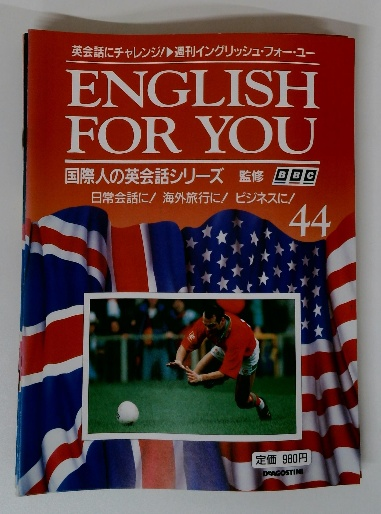 英会話にチャレンジ!▶週刊イングリッシュ・フォー・ユー
ENGLISH
FOR YOU
国際人の英会話シリーズ 監修 BBC
日常会話に! 海外旅行に! ビジネスに!
44
定価 980円
DEAGOSTINI